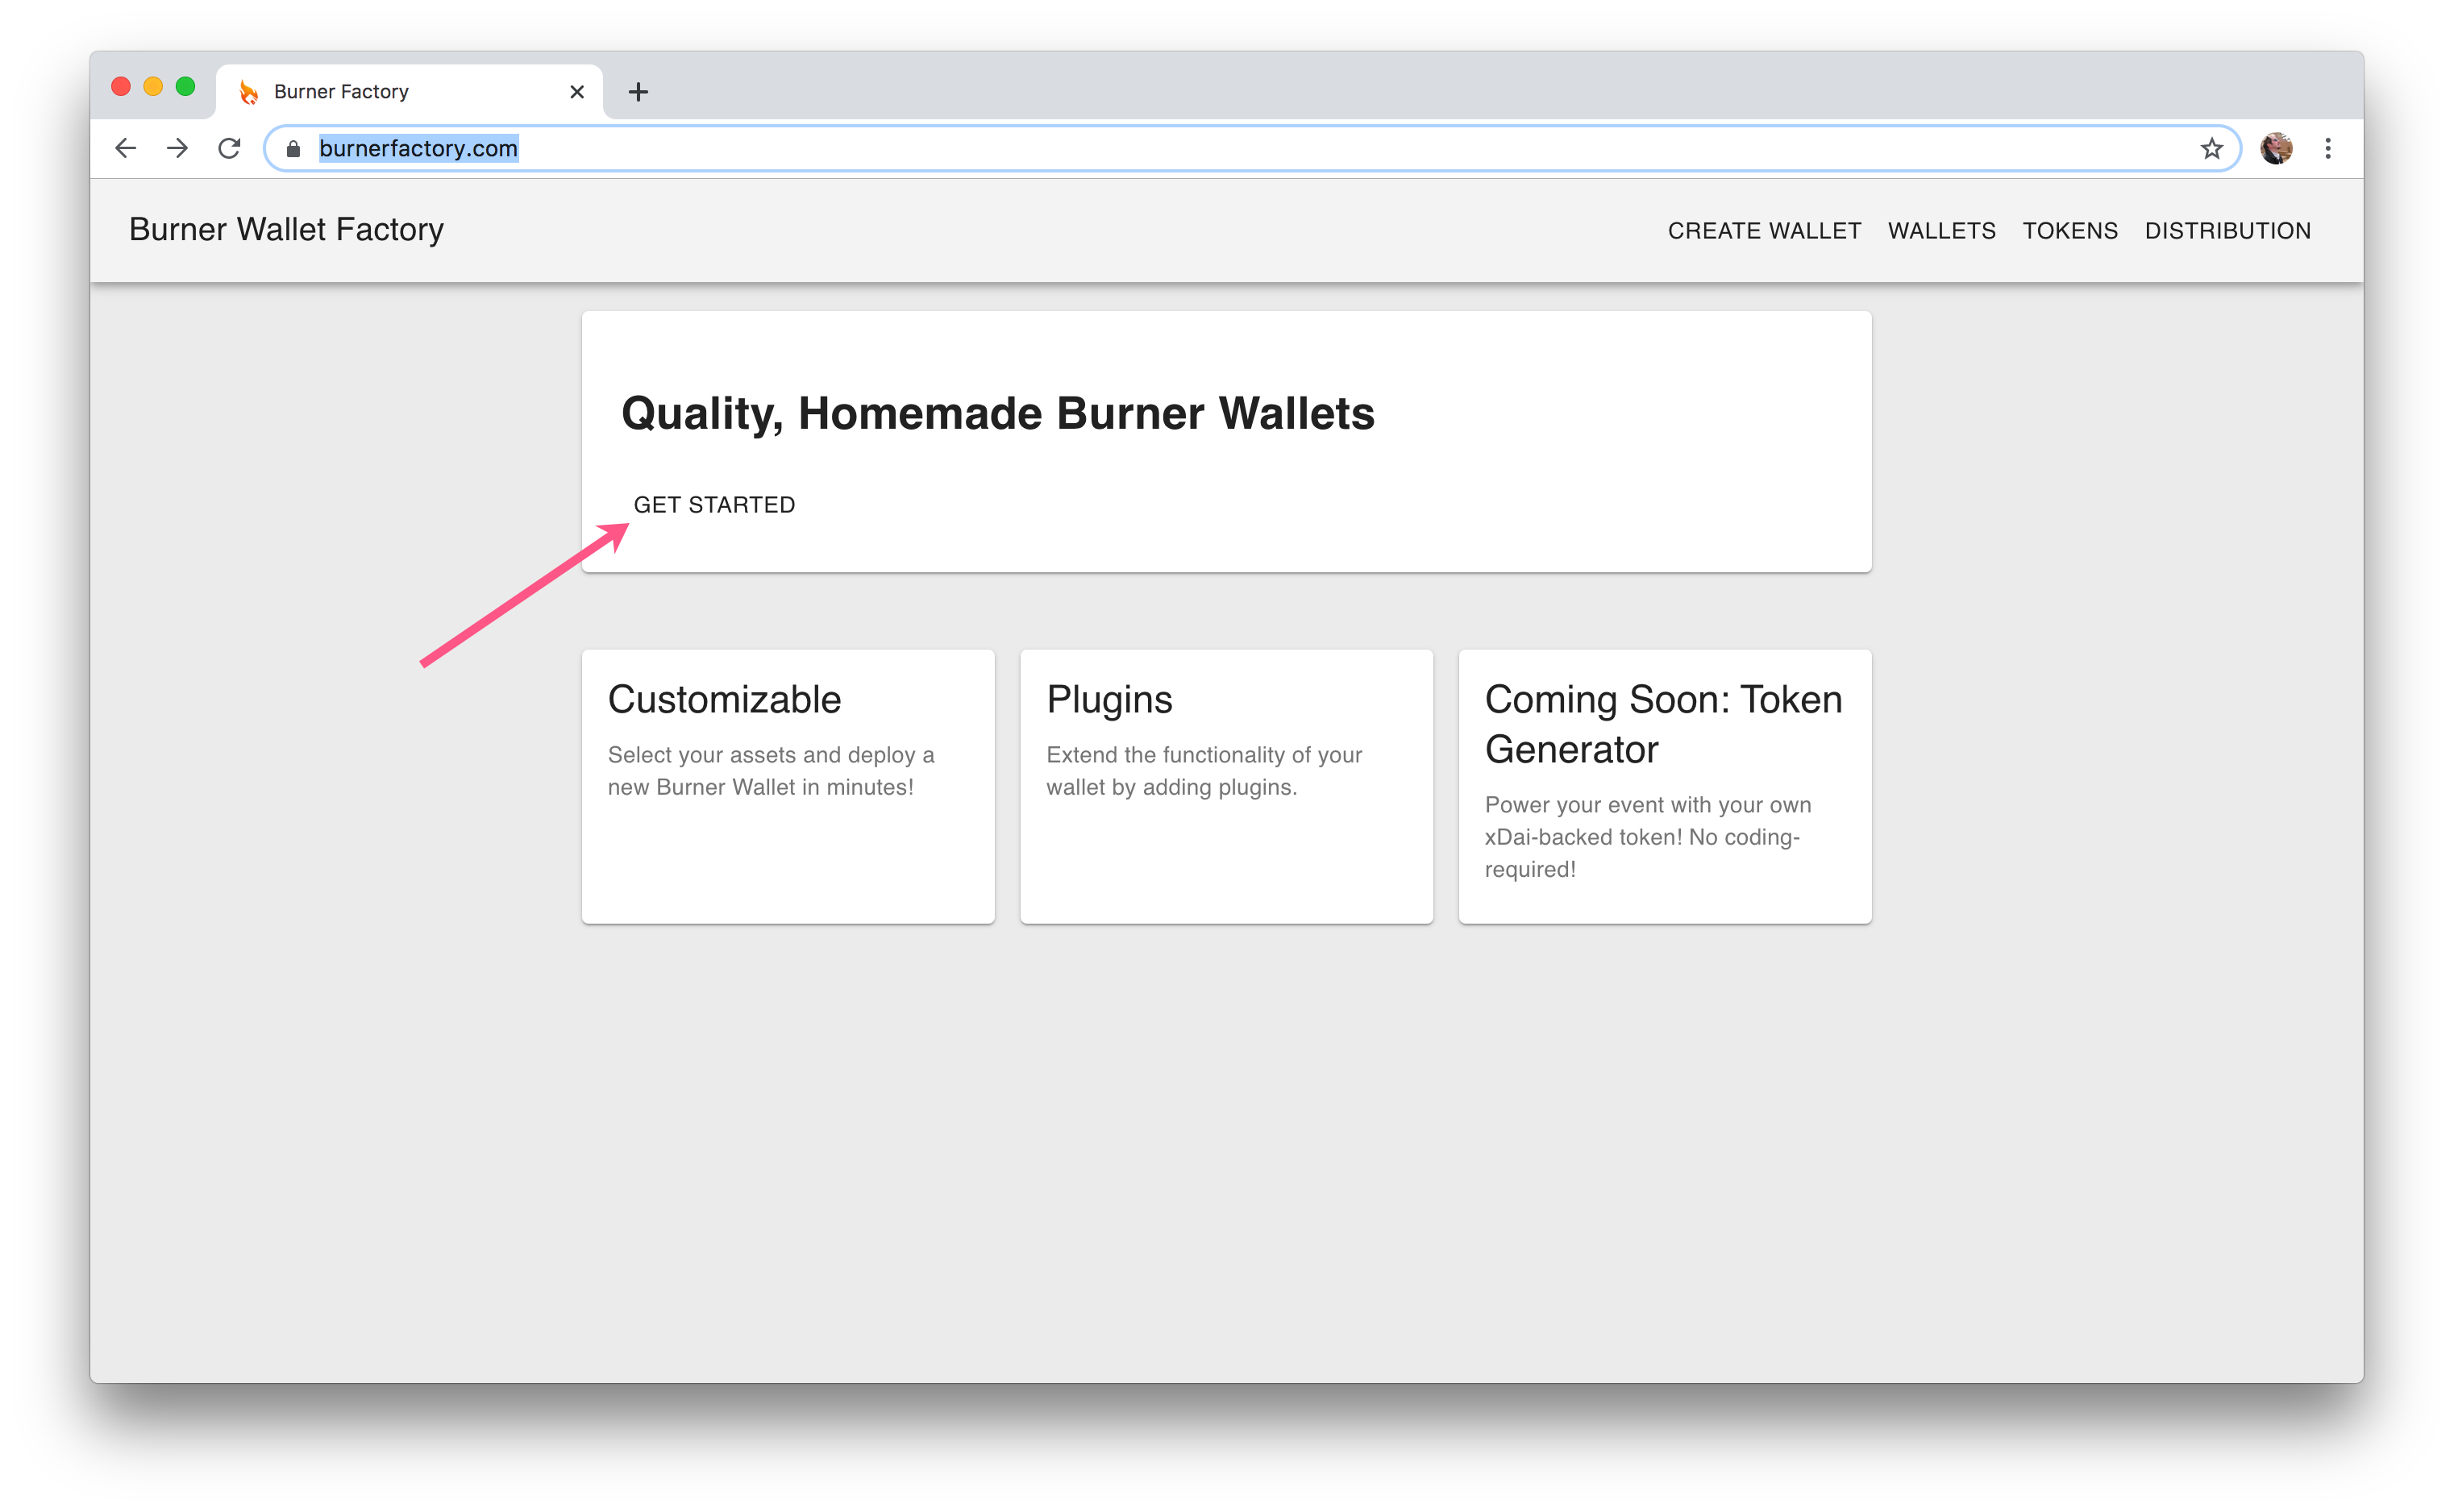 Burner Factory
burnerfactory.com
Burner Wallet Factory
CREATE WALLET WALLETS TOKENS DISTRIBUTION
Quality, Homemade Burner Wallets
GET STARTED
Customizable
Select your assets and deploy a
new Burner Wallet in minutes!
Plugins
Extend the functionality of your
wallet by adding plugins.
Coming Soon: Token
Generator
Power your event with your own
xDai-backed token! No coding-
required!